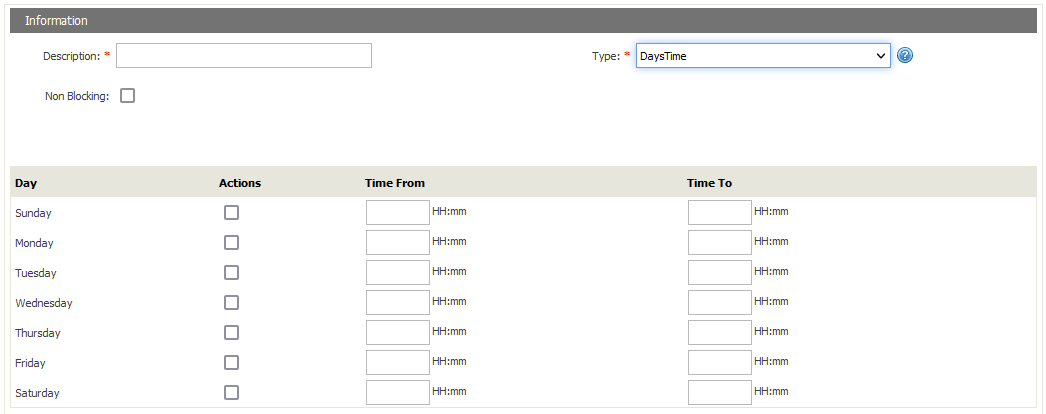 Information
Description: * Type: * DaysTime ?
Non Blocking:
Day Actions Time From Time To
Sunday HH:mm HH:mm
Monday HH:mm HH:mm
Tuesday HH:mm HH:mm
Wednesday HH:mm HH:mm
Thursday HH:mm HH:mm
Friday HH:mm HH:mm
Saturday HH:mm HH:mm